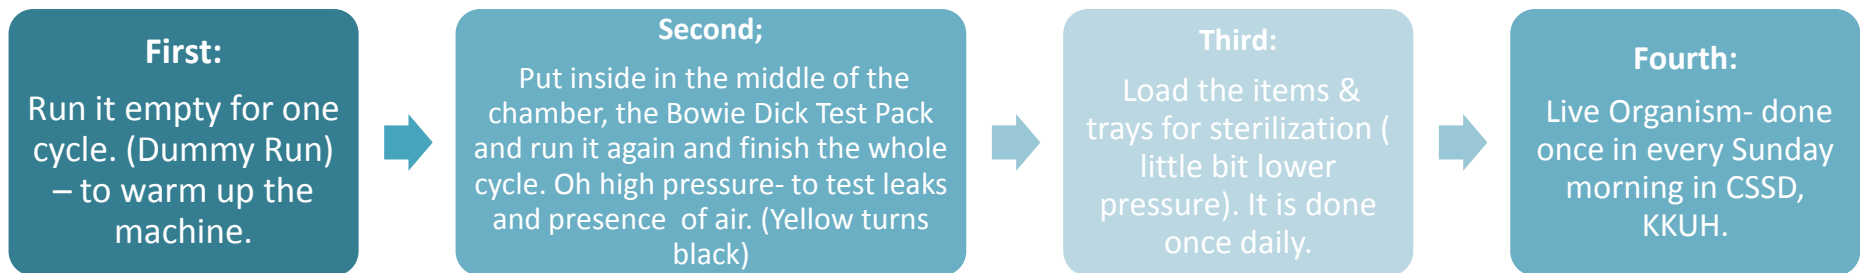 First:
Run it empty for one
cycle. (Dummy Run)
– to warm up the
machine.
Second;
Put inside in the middle of the
chamber, the Bowie Dick Test Pack
and run it again and finish the whole
cycle. Oh high pressure- to test leaks
and presence  of air. (Yellow turns
black)
Third:
Load the items &
trays for sterilization (
little bit lower
pressure). It is done
once daily.
Fourth:
Live Organism- done
once in every Sunday
morning in CSSD,
KKUH.